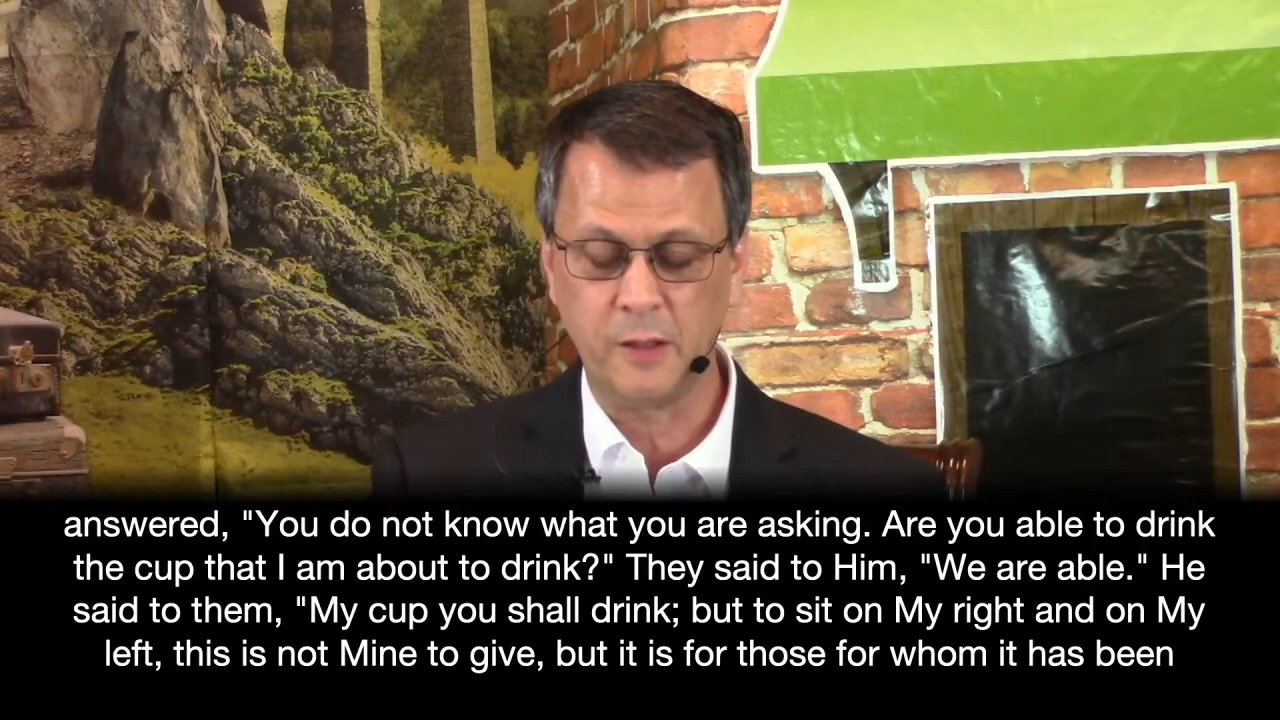 answered, "You do not know what you are asking. Are you able to drink
the cup that I am about to drink?" They said to Him, "We are able." He
said to them, "My cup you shall drink; but to sit on My right and on My
left, this is not Mine to give, but it is for those for whom it has been